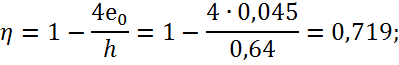 η = 1 − 4e₀/h = 1 − 4·0,045/0,64 = 0,719;